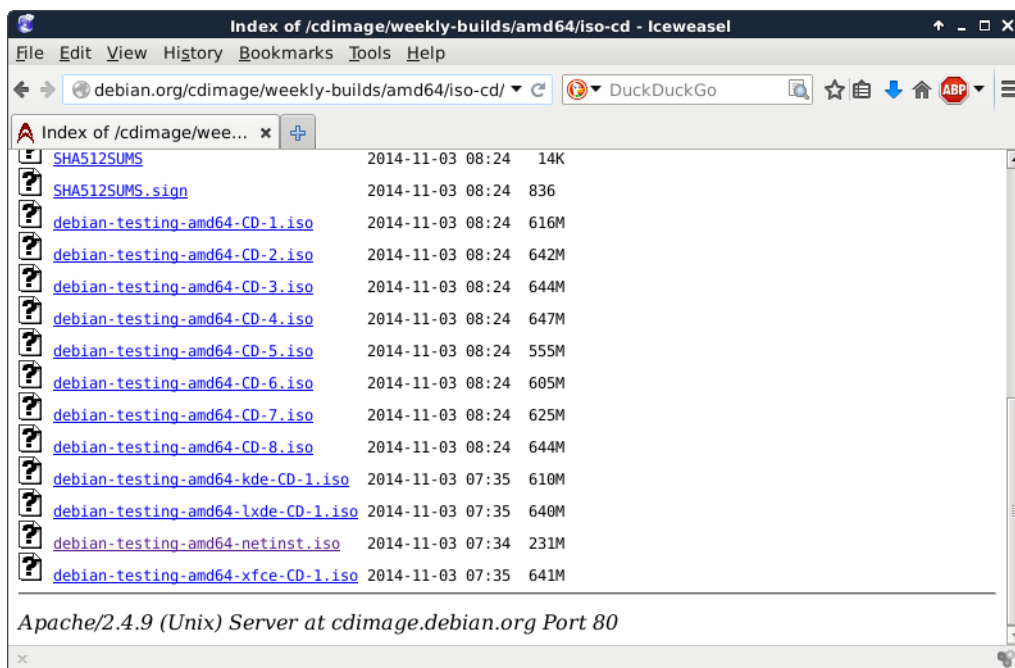 Index of /cdimage/weekly-builds/amd64/iso-cd - Iceweasel
File Edit View History Bookmarks Tools Help
debian.org/cdimage/weekly-builds/amd64/iso-cd/ DuckDuckGo ABP
Index of /cdimage/wee...
SHA512SUMS 2014-11-03 08:24 14K
SHA512SUMS.sign 2014-11-03 08:24 836
debian-testing-amd64-CD-1.iso 2014-11-03 08:24 616M
debian-testing-amd64-CD-2.iso 2014-11-03 08:24 642M
debian-testing-amd64-CD-3.iso 2014-11-03 08:24 644M
debian-testing-amd64-CD-4.iso 2014-11-03 08:24 647M
debian-testing-amd64-CD-5.iso 2014-11-03 08:24 555M
debian-testing-amd64-CD-6.iso 2014-11-03 08:24 605M
debian-testing-amd64-CD-7.iso 2014-11-03 08:24 625M
debian-testing-amd64-CD-8.iso 2014-11-03 08:24 644M
debian-testing-amd64-kde-CD-1.iso 2014-11-03 07:35 610M
debian-testing-amd64-lxde-CD-1.iso 2014-11-03 07:35 640M
debian-testing-amd64-netinst.iso 2014-11-03 07:34 231M
debian-testing-amd64-xfce-CD-1.iso 2014-11-03 07:35 641M
Apache/2.4.9 (Unix) Server at cdimage.debian.org Port 80